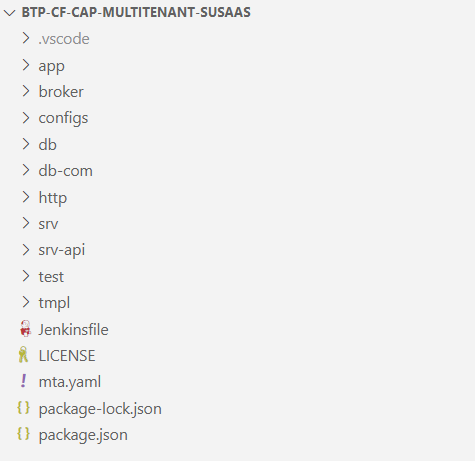 BTP-CF-CAP-MULTITENANT-SUSAAS
.vscode
app
broker
configs
db
db-com
http
srv
srv-api
test
tmpl
Jenkinsfile
LICENSE
! mta.yaml
{} package-lock.json
{} package.json